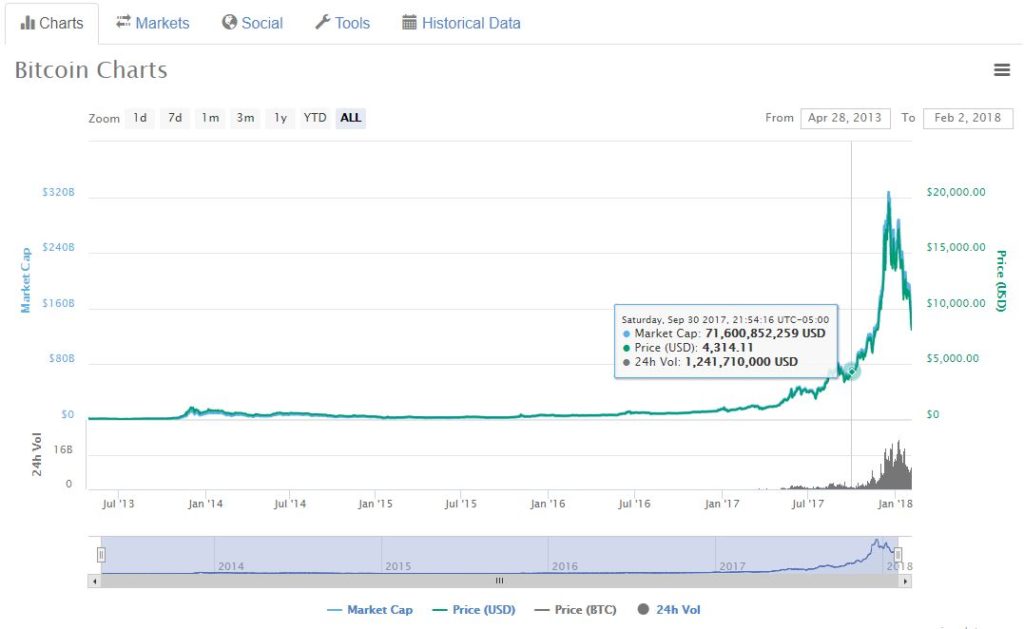 Charts Markets Social Tools Historical Data
Bitcoin Charts
Zoom 1d 7d 1m 3m 1y YTD ALL From Apr 28, 2013 To Feb 2, 2018
$320B $20,000.00
$240B $15,000.00
$160B $10,000.00
$80B $5,000.00
$0 $0
Market Cap
Price (USD)
Saturday, Sep 30 2017, 21:54:16 UTC-05:00
Market Cap: 71,600,852,259 USD
Price (USD): 4,314.11
24h Vol: 1,241,710,000 USD
24h Vol
16B
0
Jul '13 Jan '14 Jul '14 Jan '15 Jul '15 Jan '16 Jul '16 Jan '17 Jul '17 Jan '18
2014 2015 2016 2017 2018
Market Cap Price (USD) Price (BTC) 24h Vol